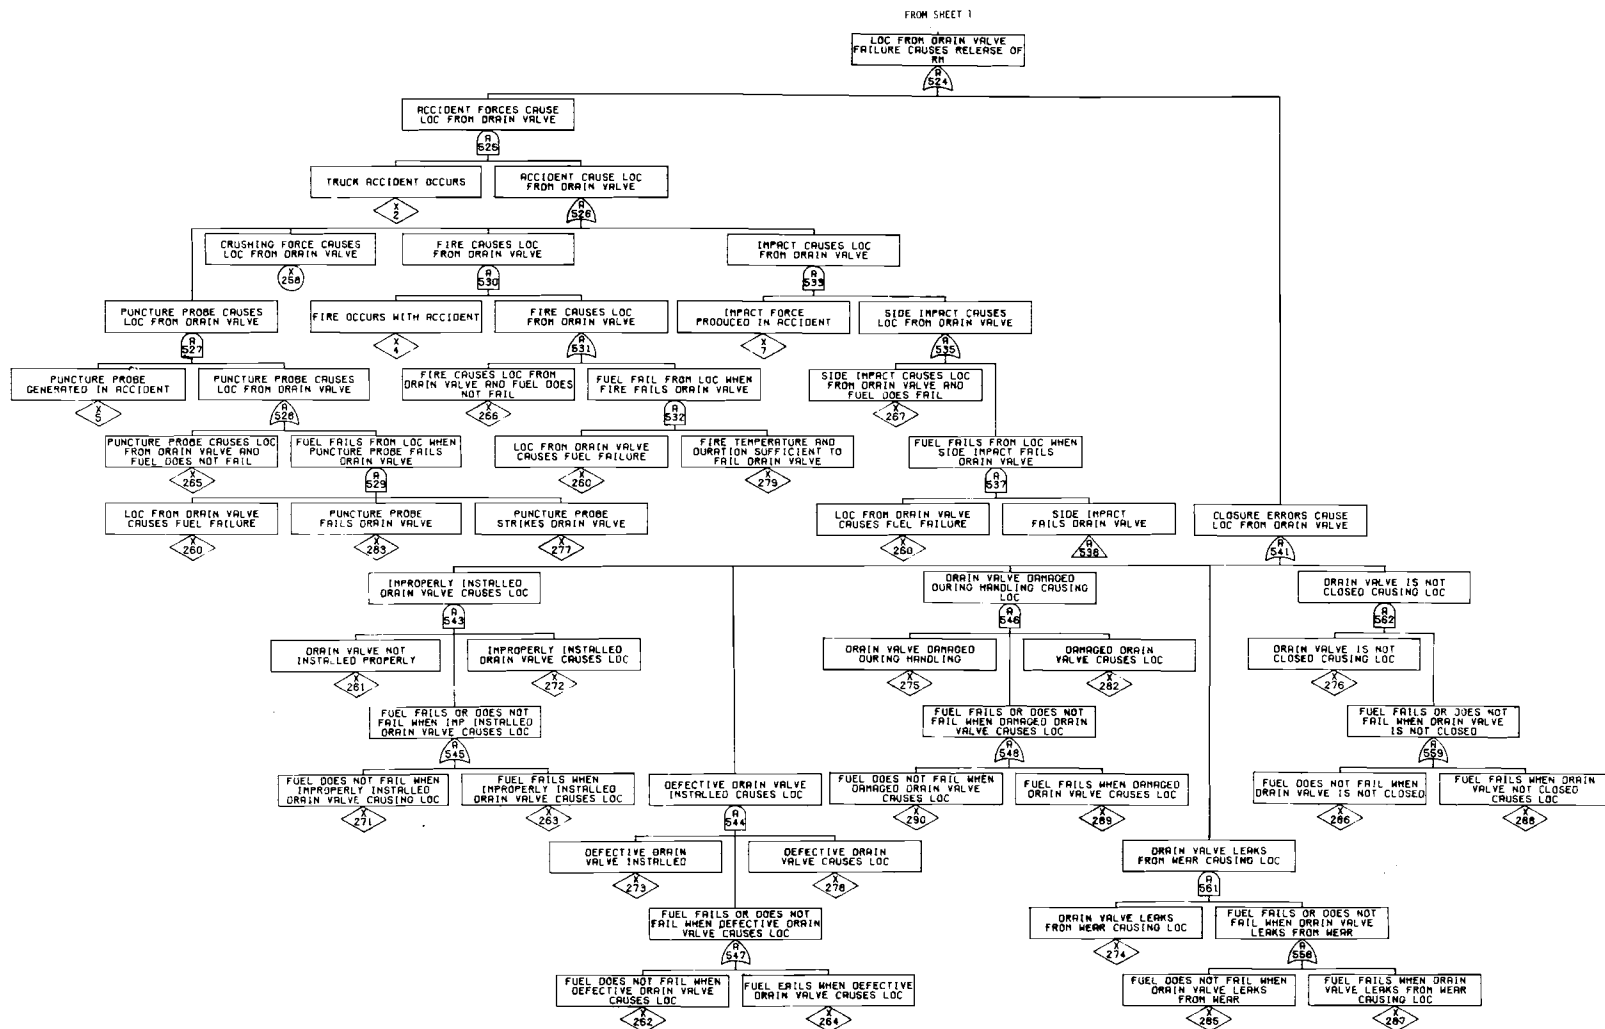 FROM SHEET 1
LOC FROM DRAIN VALVE
FAILURE CAUSES RELEASE OF
RM
A
524
ACCIDENT FORCES CAUSE
LOC FROM DRAIN VALVE
A
525
TRUCK ACCIDENT OCCURS
X
2
ACCIDENT CAUSE LOC
FROM DRAIN VALVE
A
526
CRUSHING FORCE CAUSES
LOC FROM DRAIN VALVE
X
258
FIRE CAUSES LOC
FROM DRAIN VALVE
A
530
IMPACT CAUSES LOC
FROM DRAIN VALVE
A
533
PUNCTURE PROBE CAUSES
LOC FROM DRAIN VALVE
A
527
FIRE OCCURS WITH ACCIDENT
X
4
FIRE CAUSES LOC
FROM DRAIN VALVE
A
531
IMPACT FORCE
PRODUCED IN ACCIDENT
X
7
SIDE IMPACT CAUSES
LOC FROM DRAIN VALVE
A
535
PUNCTURE PROBE
GENERATED IN ACCIDENT
X
5
PUNCTURE PROBE CAUSES
LOC FROM DRAIN VALVE
A
528
FIRE CAUSES LOC FROM
DRAIN VALVE AND FUEL DOES
NOT FAIL
X
266
FUEL FAIL FROM LOC WHEN
FIRE FAILS DRAIN VALVE
A
532
SIDE IMPACT CAUSES LOC
FROM DRAIN VALVE AND
FUEL DOES FAIL
X
267
PUNCTURE PROBE CAUSES LOC
FROM DRAIN VALVE AND
FUEL DOES NOT FAIL
X
265
FUEL FAILS FROM LOC WHEN
PUNCTURE PROBE FAILS
DRAIN VALVE
A
529
LOC FROM DRAIN VALVE
CAUSES FUEL FAILURE
X
260
FIRE TEMPERATURE AND
DURATION SUFFICIENT TO
FAIL DRAIN VALVE
X
279
FUEL FAILS FROM LOC WHEN
SIDE IMPACT FAILS
DRAIN VALVE
A
537
LOC FROM DRAIN VALVE
CAUSES FUEL FAILURE
X
260
PUNCTURE PROBE
FAILS DRAIN VALVE
X
283
PUNCTURE PROBE
STRIKES DRAIN VALVE
X
277
LOC FROM DRAIN VALVE
CAUSES FUEL FAILURE
X
260
SIDE IMPACT
FAILS DRAIN VALVE
A
538
CLOSURE ERRORS CAUSE
LOC FROM DRAIN VALVE
A
541
IMPROPERLY INSTALLED
DRAIN VALVE CAUSES LOC
A
543
DRAIN VALVE DAMAGED
DURING HANDLING CAUSING
LOC
A
546
DRAIN VALVE IS NOT
CLOSED CAUSING LOC
A
562
DRAIN VALVE NOT
INSTALLED PROPERLY
X
261
IMPROPERLY INSTALLED
DRAIN VALVE CAUSES LOC
X
272
DRAIN VALVE DAMAGED
DURING HANDLING
X
275
DAMAGED DRAIN
VALVE CAUSES LOC
X
282
DRAIN VALVE IS NOT
CLOSED CAUSING LOC
X
276
FUEL FAILS OR DOES NOT
FAIL WHEN IMP INSTALLED
DRAIN VALVE CAUSES LOC
A
545
FUEL FAILS OR DOES NOT
FAIL WHEN DAMAGED DRAIN
VALVE CAUSES LOC
A
548
FUEL FAILS OR DOES NOT
FAIL WHEN DRAIN VALVE
IS NOT CLOSED
A
559
FUEL DOES NOT FAIL WHEN
IMPROPERLY INSTALLED
DRAIN VALVE CAUSING LOC
X
271
FUEL FAILS WHEN
IMPROPERLY INSTALLED
DRAIN VALVE CAUSES LOC
X
263
DEFECTIVE DRAIN VALVE
INSTALLED CAUSES LOC
A
544
FUEL DOES NOT FAIL WHEN
DAMAGED DRAIN VALVE
CAUSES LOC
X
290
FUEL FAILS WHEN DAMAGED
DRAIN VALVE CAUSES LOC
X
289
FUEL DOES NOT FAIL WHEN
DRAIN VALVE IS NOT CLOSED
X
286
FUEL FAILS WHEN DRAIN
VALVE NOT CLOSED
CAUSES LOC
X
288
DEFECTIVE DRAIN
VALVE INSTALLED
X
273
DEFECTIVE DRAIN
VALVE CAUSES LOC
X
278
DRAIN VALVE LEAKS
FROM WEAR CAUSING LOC
A
561
FUEL FAILS OR DOES NOT
FAIL WHEN DEFECTIVE DRAIN
VALVE CAUSES LOC
A
547
DRAIN VALVE LEAKS
FROM WEAR CAUSING LOC
X
274
FUEL FAILS OR DOES NOT
FAIL WHEN DRAIN VALVE
LEAKS FROM WEAR
A
558
FUEL DOES NOT FAIL WHEN
DEFECTIVE DRAIN VALVE
CAUSES LOC
X
262
FUEL FAILS WHEN DEFECTIVE
DRAIN VALVE CAUSES LOC
X
264
FUEL DOES NOT FAIL WHEN
DRAIN VALVE LEAKS
FROM WEAR
X
285
FUEL FAILS WHEN DRAIN
VALVE LEAKS FROM WEAR
CAUSING LOC
X
287